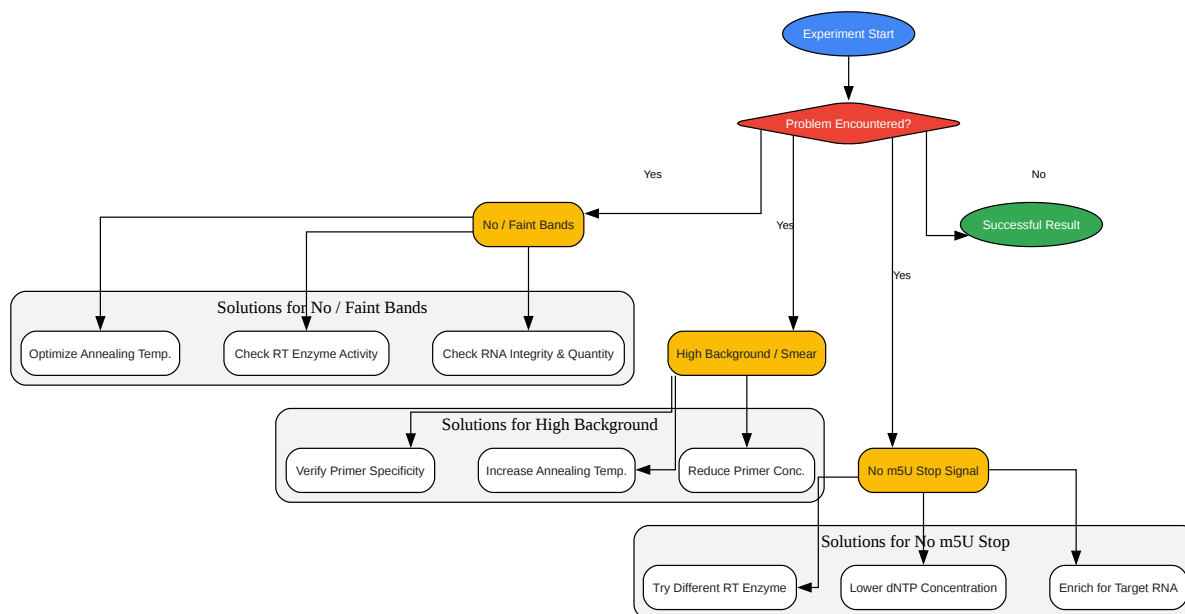 Experiment Start
Problem Encountered?
Yes
No
No / Faint Bands
Yes
Successful Result
Yes
Solutions for No / Faint Bands
Optimize Annealing Temp.
Check RT Enzyme Activity
Check RNA Integrity & Quantity
High Background / Smear
Solutions for High Background
Verify Primer Specificity
Increase Annealing Temp.
Reduce Primer Conc.
No m5U Stop Signal
Solutions for No m5U Stop
Try Different RT Enzyme
Lower dNTP Concentration
Enrich for Target RNA